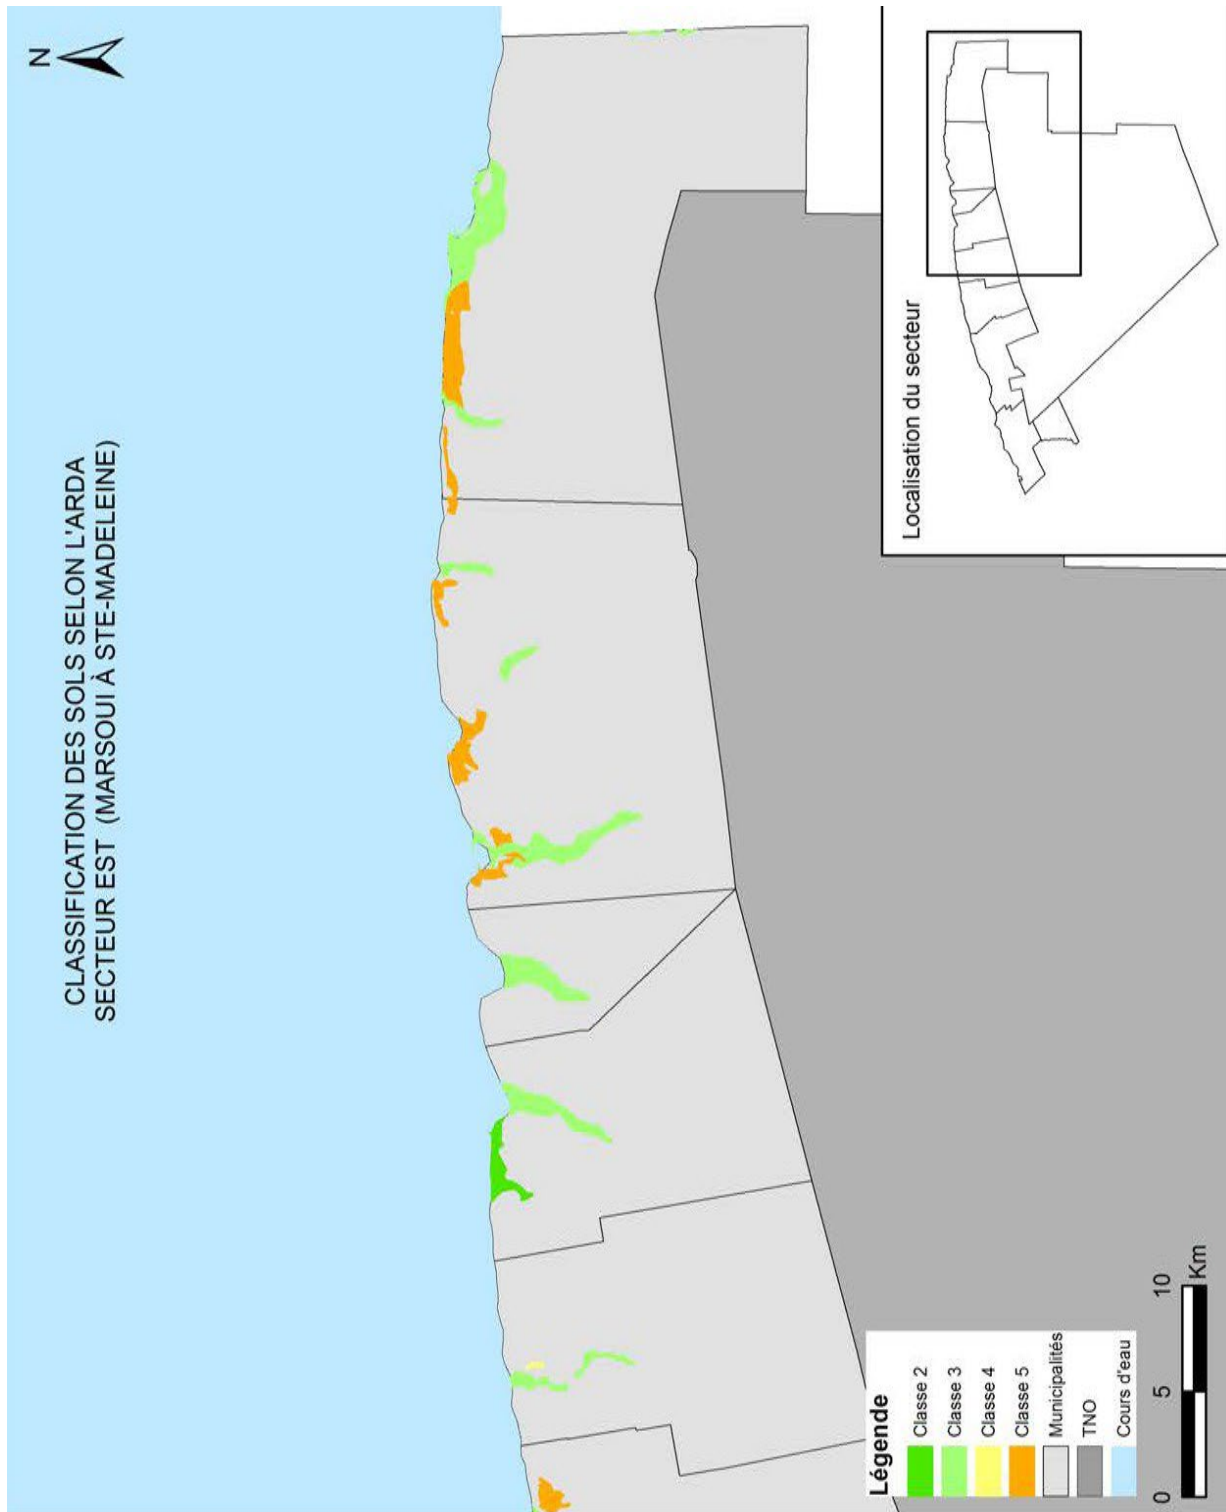 N
CLASSIFICATION DES SOLS SELON L'ARDA
SECTEUR EST (MARSOUI À STE-MADELEINE)
Légende
Classe 2
Classe 3
Classe 4
Classe 5
Municipalités
TNO
Cours d'eau
0 5 10
Km
Localisation du secteur